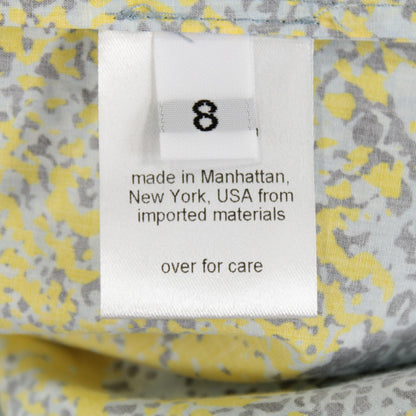 8
made in Manhattan,
New York, USA from
imported materials
over for care